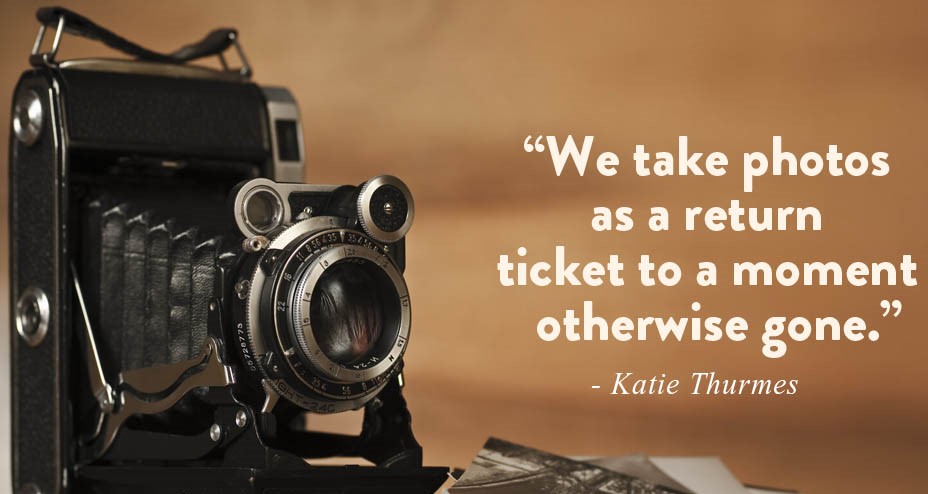 “We take photos
as a return
ticket to a moment
otherwise gone.”
- Katie Thurmes